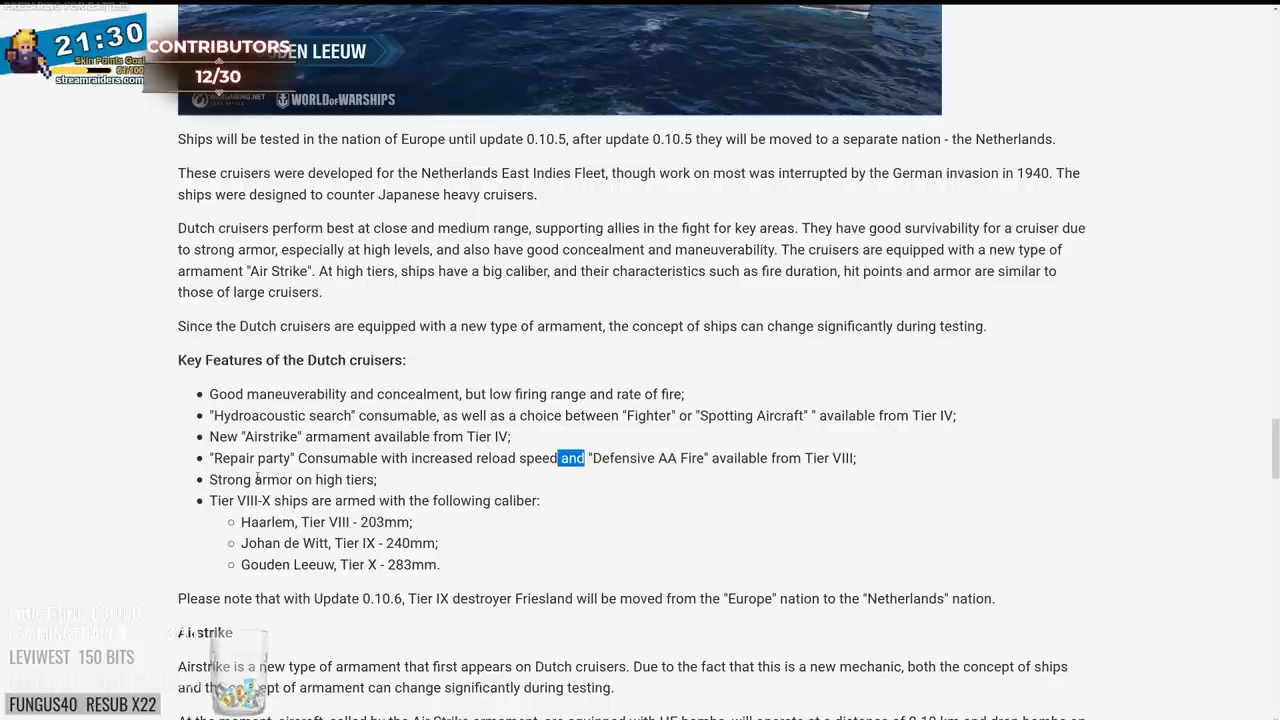 21:30
Skin Points Goal
streamraiders.com
CONTRIBUTORS
12/30
DEN LEEUW
WARGAMING.NET
WORLD OF WARSHIPS
Ships will be tested in the nation of Europe until update 0.10.5, after update 0.10.5 they will be moved to a separate nation - the Netherlands.
These cruisers were developed for the Netherlands East Indies Fleet, though work on most was interrupted by the German invasion in 1940. The
ships were designed to counter Japanese heavy cruisers.
Dutch cruisers perform best at close and medium range, supporting allies in the fight for key areas. They have good survivability for a cruiser due
to strong armor, especially at high levels, and also have good concealment and maneuverability. The cruisers are equipped with a new type of
armament "Air Strike". At high tiers, ships have a big caliber, and their characteristics such as fire duration, hit points and armor are similar to
those of large cruisers.
Since the Dutch cruisers are equipped with a new type of armament, the concept of ships can change significantly during testing.
Key Features of the Dutch cruisers:
Good maneuverability and concealment, but low firing range and rate of fire;
"Hydroacoustic search" consumable, as well as a choice between "Fighter" or "Spotting Aircraft" " available from Tier IV;
New "Airstrike" armament available from Tier IV;
"Repair party" Consumable with increased reload speed and "Defensive AA Fire" available from Tier VIII;
Strong armor on high tiers;
Tier VIII-X ships are armed with the following caliber:
Haarlem, Tier VIII - 203mm;
Johan de Witt, Tier IX - 240mm;
Gouden Leeuw, Tier X - 283mm.
Please note that with Update 0.10.6, Tier IX destroyer Friesland will be moved from the "Europe" nation to the "Netherlands" nation.
Airstrike
LEVIWEST 150 BITS
FUNGUS40 RESUB X22
Airstrike is a new type of armament that first appears on Dutch cruisers. Due to the fact that this is a new mechanic, both the concept of ships
and the concept of armament can change significantly during testing.